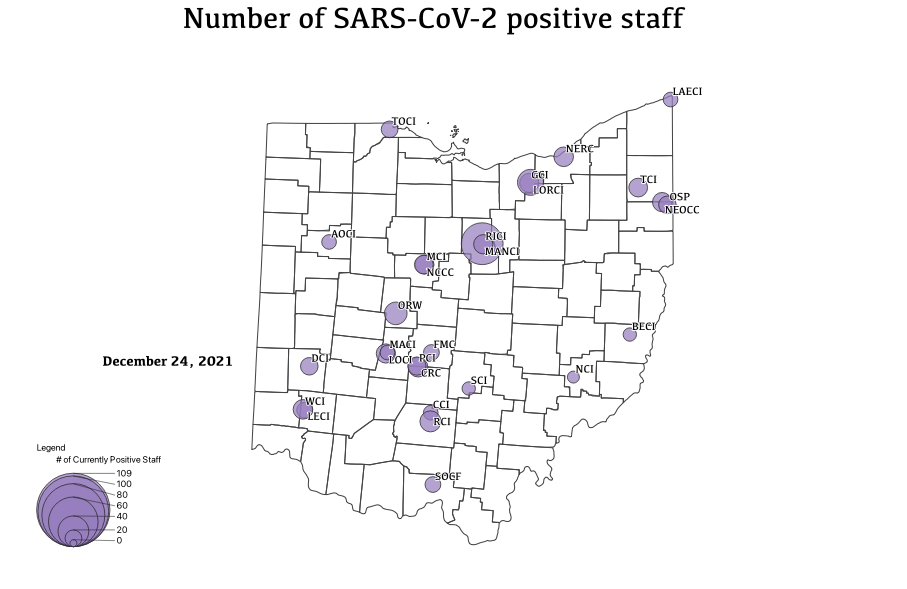 Number of SARS-CoV-2 positive staff
LAECI
TOCI
NERC
GCI
LORCI
TCI
OSP
NEOCC
AOCI
RICI
MANCI
MCI
NCCC
ORW
BECI
MACI
LOCI
FMC
PCI
CRC
December 24, 2021
DCI
NCI
SCI
WCI
LECI
CCI
RCI
SOCF
Legend
# of Currently Positive Staff
109
100
80
60
40
20
0